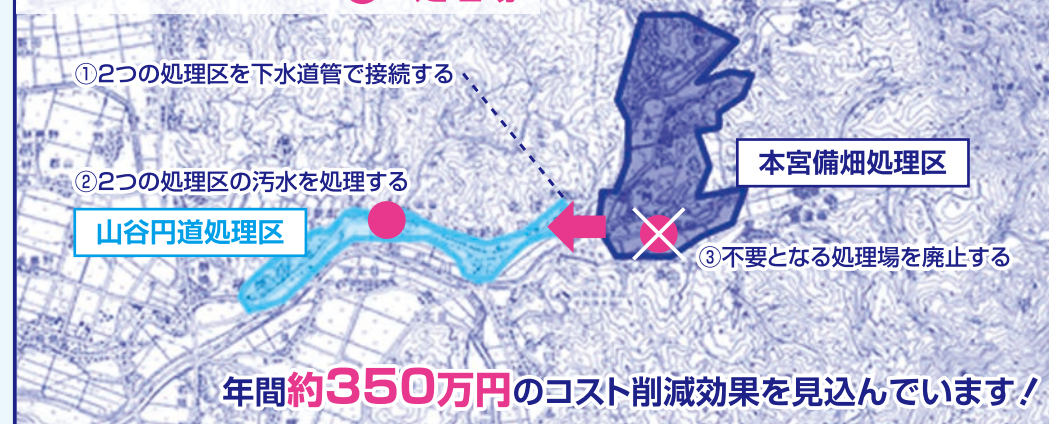 ①2つの処理区を下水道管で接続する
本宮備畑処理区
②2つの処理区の汚水を処理する
山谷円道処理区
③不要となる処理場を廃止する
年間約350万円のコスト削減効果を見込んでいます!